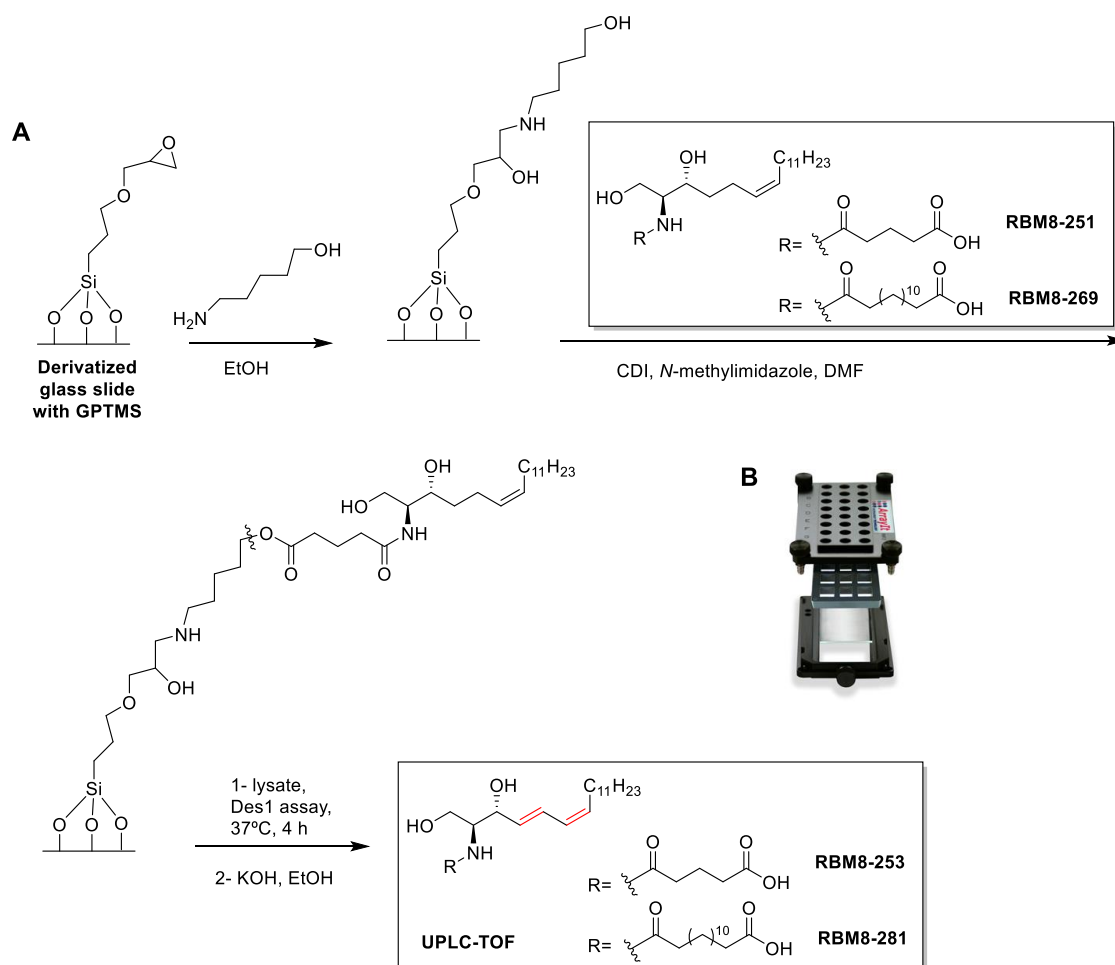 A
O
O
Si
O
O
O
Derivatized
glass slide
with GPTMS
H2N
OH
EtOH
OH
NH
OH
O
Si
O
O
O
OH
C11H23
HO
NH
R
R=
O
O
OH
RBM8-251
R=
O
10
O
OH
RBM8-269
CDI, N-methylimidazole, DMF
OH
C11H23
HO
O
N
H
O
O
NH
OH
O
Si
O
O
O
B
ArrayIt
1- lysate,
Des1 assay,
37ºC, 4 h
2- KOH, EtOH
OH
C11H23
HO
NH
R
R=
O
O
OH
RBM8-253
UPLC-TOF
R=
O
10
O
OH
RBM8-281